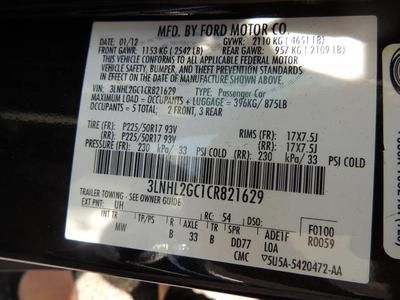 MFD. BY FORD MOTOR CO.
DATE: 01/12 GVWR: 2110 KG (4651 LB)
FRONT GAWR: 1153 KG (2542 LB) REAR GAWR: 957 KG (2109 LB)
THIS VEHICLE CONFORMS TO ALL APPLICABLE FEDERAL MOTOR
VEHICLE SAFETY, BUMPER, AND THEFT PREVENTION STANDARDS
IN EFFECT ON THE DATE OF MANUFACTURE SHOWN ABOVE.
VIN: 3LNHL2GC1CR821629 TYPE: Passenger Car
MAXIMUM LOAD = OCCUPANTS + LUGGAGE = 396KG/ 875LB
OCCUPANTS = 5 TOTAL: 2 FRONT, 3 REAR
TIRE (FR): P225/50R17 93V RIMS (FR): 17X7.5J
(RR): P225/50R17 93V (RR): 17X7.5J
PRESSURE (FR): 230 kPa/ 33 PSI COLD (RR): 230 kPa/ 33 PSI COLD
3LNHL2GC1CR821629
TRAILER TOWING - SEE OWNER GUIDE
EXT PNT: UH RC: 54 DSO: F0100
INT TR TP/PS R AXLE TR SPR ADE1F R0059
MW B 33 B DD77 LOA
CMC 5U5A-5420472-AA